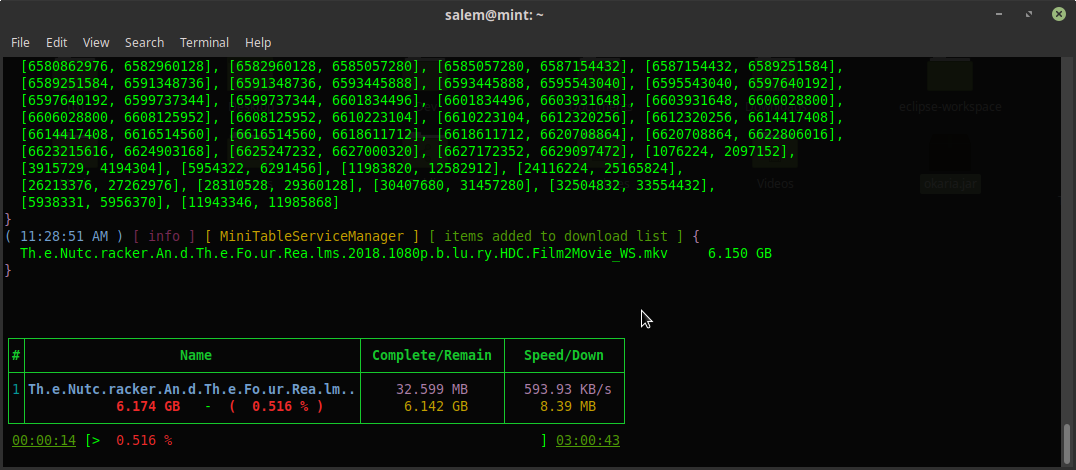 salem@mint: ~
File Edit View Search Terminal Help
[6580862976, 6582960128], [6582960128, 6585057280], [6585057280, 6587154432], [6587154432, 6589251584],
[6589251584, 6591348736], [6591348736, 6593445888], [6593445888, 6595543040], [6595543040, 6597640192],
[6597640192, 6599737344], [6599737344, 6601834496], [6601834496, 6603931648], [6603931648, 6606028800],
[6606028800, 6608125952], [6608125952, 6610223104], [6610223104, 6612320256], [6612320256, 6614417408],
[6614417408, 6616514560], [6616514560, 6618611712], [6618611712, 6620708864], [6620708864, 6622806016],
[6623215616, 6624903168], [6625247232, 6627000320], [6627172352, 6629097472], [1076224, 2097152],
[3915729, 4194304], [5954322, 6291456], [11983820, 12582912], [24116224, 25165824],
[26213376, 27262976], [28310528, 29360128], [30407680, 31457280], [32504832, 33554432],
[5938331, 5956370], [11943346, 11985868]
}
( 11:28:51 AM ) [ info ] [ MiniTableServiceManager ] [ items added to download list ] {
Th.e.Nutc.racker.An.d.Th.e.Fo.ur.Rea.lms.2018.1080p.b.lu.ry.HDC.Film2Movie_WS.mkv 6.150 GB
}
eclipse-workspace
Videos
# Name Complete/Remain Speed/Down
1 Th.e.Nutc.racker.An.d.Th.e.Fo.ur.Rea.lm.. 32.599 MB 593.93 KB/s
6.174 GB - ( 0.516 % ) 6.142 GB 8.39 MB
00:00:14 [> 0.516 % ] 03:00:43